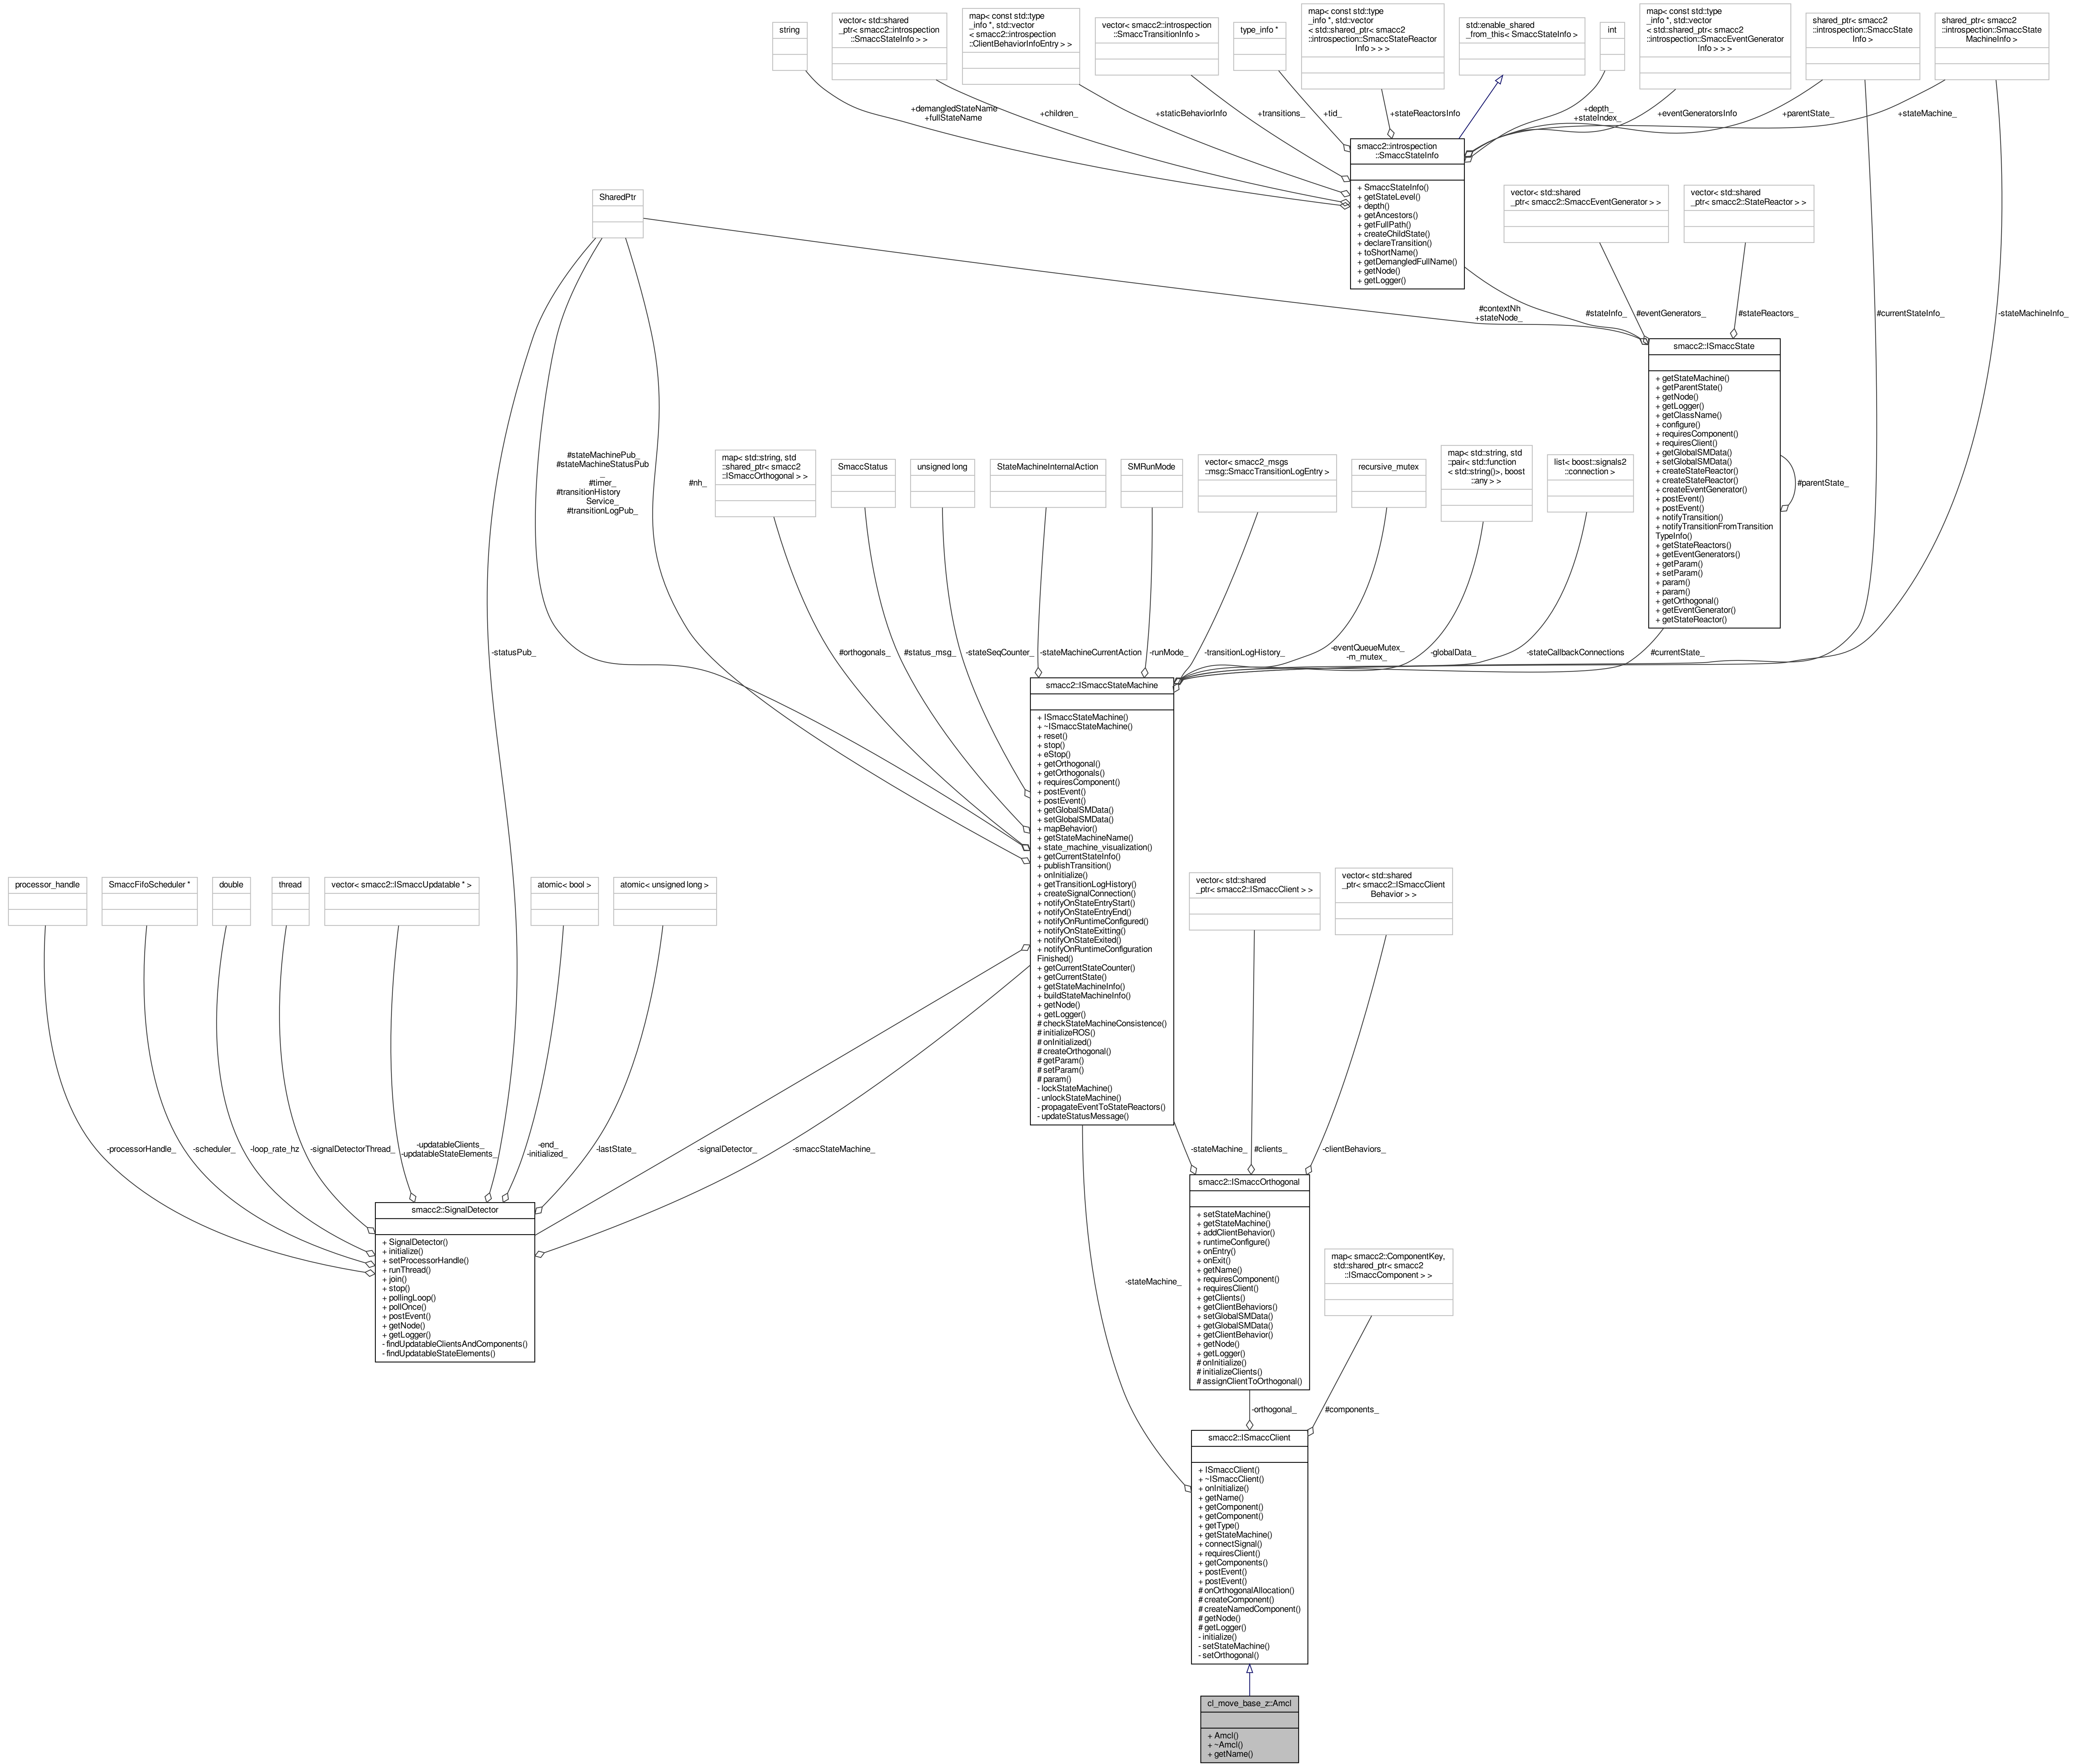 string
vector< std::shared
_ptr< smacc2::introspection
::SmaccStateInfo > >
map< const std::type
_info *, std::vector
< smacc2::introspection
::ClientBehaviorInfoEntry > >
vector< smacc2::introspection
::SmaccTransitionInfo >
type_info *
map< const std::type
_info *, std::vector
< std::shared_ptr< smacc2
::introspection::SmaccStateReactor
Info > > >
std::enable_shared
_from_this< SmaccStateInfo >
int
map< const std::type
_info *, std::vector
< std::shared_ptr< smacc2
::introspection::SmaccEventGenerator
Info > > >
shared_ptr< smacc2
::introspection::SmaccState
Info >
shared_ptr< smacc2
::introspection::SmaccState
MachineInfo >
+demangledStateName
+fullStateName
+children_
+staticBehaviorInfo
+transitions_
+tid_
+stateReactorsInfo
+depth_
+stateIndex_
+eventGeneratorsInfo
+parentState_
+stateMachine_
smacc2::introspection
::SmaccStateInfo
+ SmaccStateInfo()
+ getStateLevel()
+ depth()
+ getAncestors()
+ getFullPath()
+ createChildState()
+ declareTransition()
+ toShortName()
+ getDemangledFullName()
+ getNode()
+ getLogger()
SharedPtr
vector< std::shared
_ptr< smacc2::SmaccEventGenerator > >
vector< std::shared
_ptr< smacc2::StateReactor > >
#contextNh
+stateNode_
#stateInfo_
#eventGenerators_
#stateReactors_
#currentStateInfo_
-stateMachineInfo_
smacc2::ISmaccState
+ getStateMachine()
+ getParentState()
+ getNode()
+ getLogger()
+ getClassName()
+ configure()
+ requiresComponent()
+ requiresClient()
+ getGlobalSMData()
+ setGlobalSMData()
+ createStateReactor()
+ createStateReactor()
+ createEventGenerator()
+ postEvent()
+ postEvent()
+ notifyTransition()
+ notifyTransitionFromTransition
TypeInfo()
+ getStateReactors()
+ getEventGenerators()
+ getParam()
+ setParam()
+ param()
+ param()
+ getOrthogonal()
+ getEventGenerator()
+ getStateReactor()
#parentState_
#stateMachinePub_
#stateMachineStatusPub
_
#timer_
#transitionHistory
Service_
#transitionLogPub_
#nh_
map< std::string, std
::shared_ptr< smacc2
::ISmaccOrthogonal > >
SmaccStatus
unsigned long
StateMachineInternalAction
SMRunMode
vector< smacc2_msgs
::msg::SmaccTransitionLogEntry >
recursive_mutex
map< std::string, std
::pair< std::function
< std::string()>, boost
::any > >
list< boost::signals2
::connection >
-statusPub_
#orthogonals_
#status_msg_
-stateSeqCounter_
-stateMachineCurrentAction
-runMode_
-transitionLogHistory_
-eventQueueMutex_
-m_mutex_
-globalData_
-stateCallbackConnections
#currentState_
smacc2::ISmaccStateMachine
+ ISmaccStateMachine()
+ ~ISmaccStateMachine()
+ reset()
+ stop()
+ eStop()
+ getOrthogonal()
+ getOrthogonals()
+ requiresComponent()
+ postEvent()
+ postEvent()
+ getGlobalSMData()
+ setGlobalSMData()
+ mapBehavior()
+ getStateMachineName()
+ state_machine_visualization()
+ getCurrentStateInfo()
+ publishTransition()
+ onInitialize()
+ getTransitionLogHistory()
+ createSignalConnection()
+ notifyOnStateEntryStart()
+ notifyOnStateEntryEnd()
+ notifyOnRuntimeConfigured()
+ notifyOnStateExitting()
+ notifyOnStateExited()
+ notifyOnRuntimeConfiguration
Finished()
+ getCurrentStateCounter()
+ getCurrentState()
+ getStateMachineInfo()
+ buildStateMachineInfo()
+ getNode()
+ getLogger()
# checkStateMachineConsistence()
# initializeROS()
# onInitialized()
# createOrthogonal()
# getParam()
# setParam()
# param()
- lockStateMachine()
- unlockStateMachine()
- propagateEventToStateReactors()
- updateStatusMessage()
processor_handle
SmaccFifoScheduler *
double
thread
vector< smacc2::ISmaccUpdatable * >
atomic< bool >
atomic< unsigned long >
vector< std::shared
_ptr< smacc2::ISmaccClient > >
vector< std::shared
_ptr< smacc2::ISmaccClient
Behavior > >
-processorHandle_
-scheduler_
-loop_rate_hz
-signalDetectorThread_
-updatableClients_
-updatableStateElements_
-end_
-initialized_
-lastState_
-signalDetector_
-smaccStateMachine_
-stateMachine_
#clients_
-clientBehaviors_
smacc2::SignalDetector
+ SignalDetector()
+ initialize()
+ setProcessorHandle()
+ runThread()
+ join()
+ stop()
+ pollingLoop()
+ pollOnce()
+ postEvent()
+ getNode()
+ getLogger()
- findUpdatableClientsAndComponents()
- findUpdatableStateElements()
smacc2::ISmaccOrthogonal
+ setStateMachine()
+ getStateMachine()
+ addClientBehavior()
+ runtimeConfigure()
+ onEntry()
+ onExit()
+ getName()
+ requiresComponent()
+ requiresClient()
+ getClients()
+ getClientBehaviors()
+ setGlobalSMData()
+ getGlobalSMData()
+ getClientBehavior()
+ getNode()
+ getLogger()
# onInitialize()
# initializeClients()
# assignClientToOrthogonal()
map< smacc2::ComponentKey,
std::shared_ptr< smacc2
::ISmaccComponent > >
-stateMachine_
-orthogonal_
#components_
smacc2::ISmaccClient
+ ISmaccClient()
+ ~ISmaccClient()
+ onInitialize()
+ getName()
+ getComponent()
+ getComponent()
+ getType()
+ getStateMachine()
+ connectSignal()
+ requiresClient()
+ getComponents()
+ postEvent()
+ postEvent()
# onOrthogonalAllocation()
# createComponent()
# createNamedComponent()
# getNode()
# getLogger()
- initialize()
- setStateMachine()
- setOrthogonal()
cl_move_base_z::Amcl
+ Amcl()
+ ~Amcl()
+ getName()